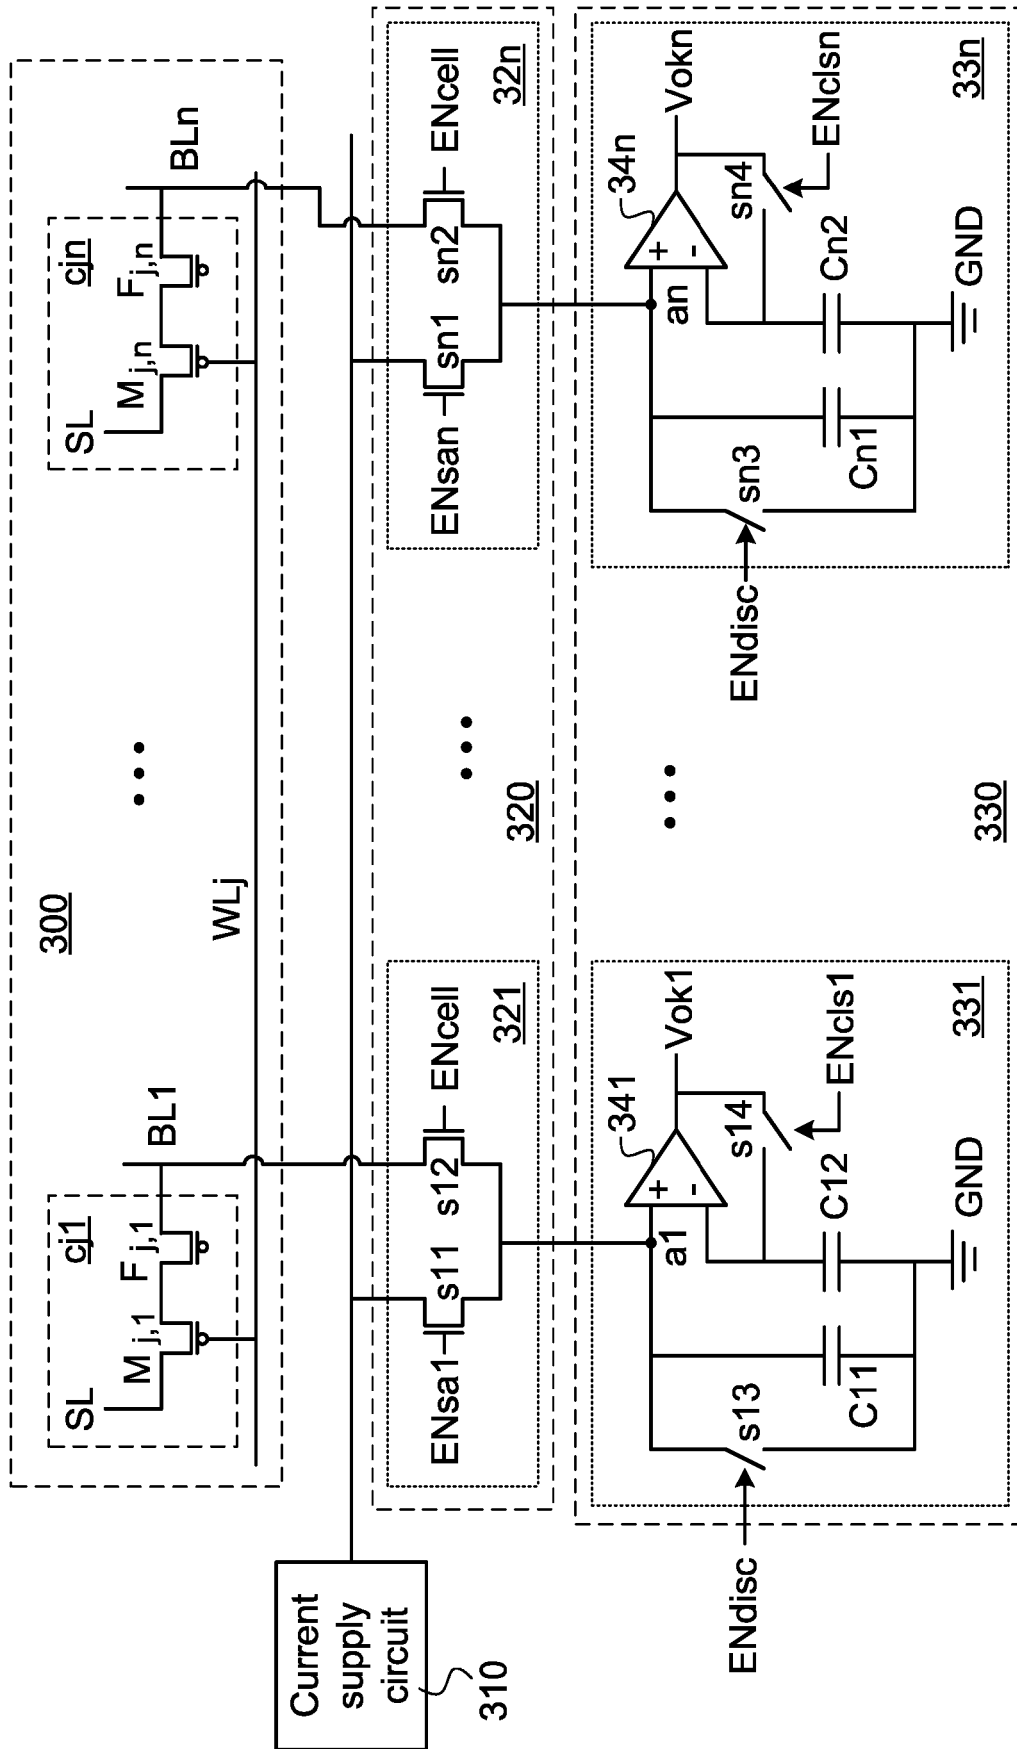 300
cj1
SL
M j,1
F j,1
BL1
WLj
cjn
SL
M j,n
F j,n
BLn
Current
supply
circuit
310
320
ENsa1
s11
s12
ENcell
321
ENsan
sn1
sn2
ENcell
32n
330
ENdisc
s13
C11
C12
a1
+
-
341
Vok1
s14
ENcls1
GND
331
ENdisc
sn3
Cn1
Cn2
an
+
-
34n
Vokn
sn4
ENclsn
GND
33n